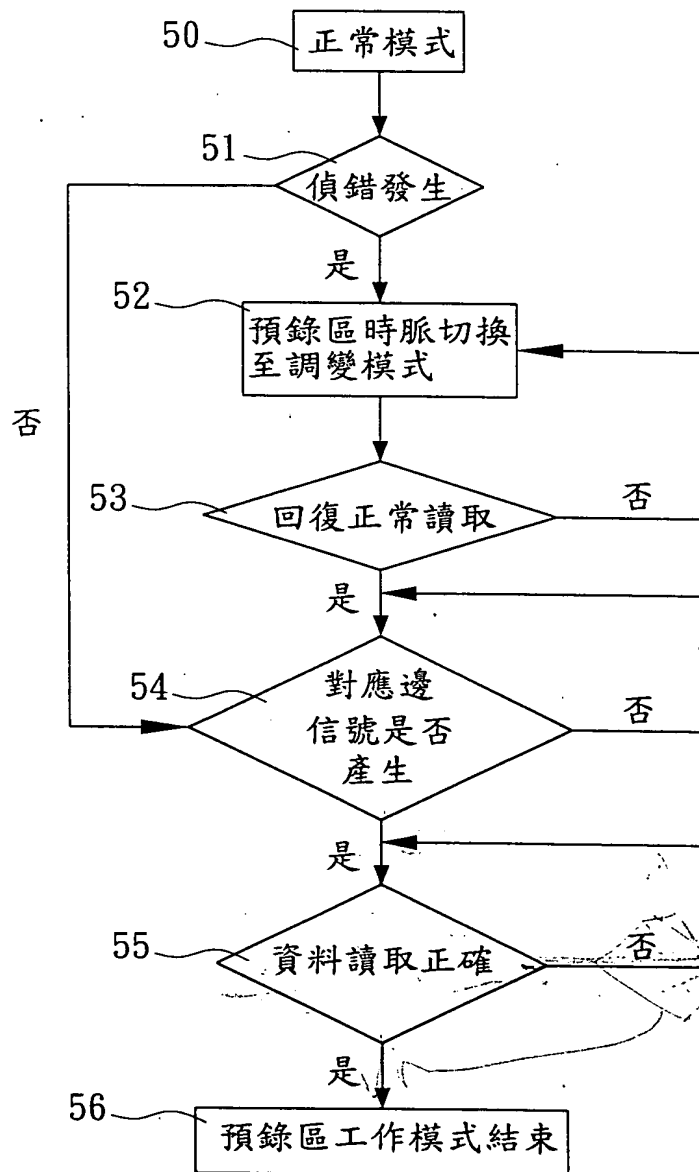 50
正常模式
51
偵錯發生
是
52
預錄區時脈切換
至調變模式
否
53
回復正常讀取
否
是
54
對應邊
信號是否
產生
否
是
55
資料讀取正確
否
是
56
預錄區工作模式結束